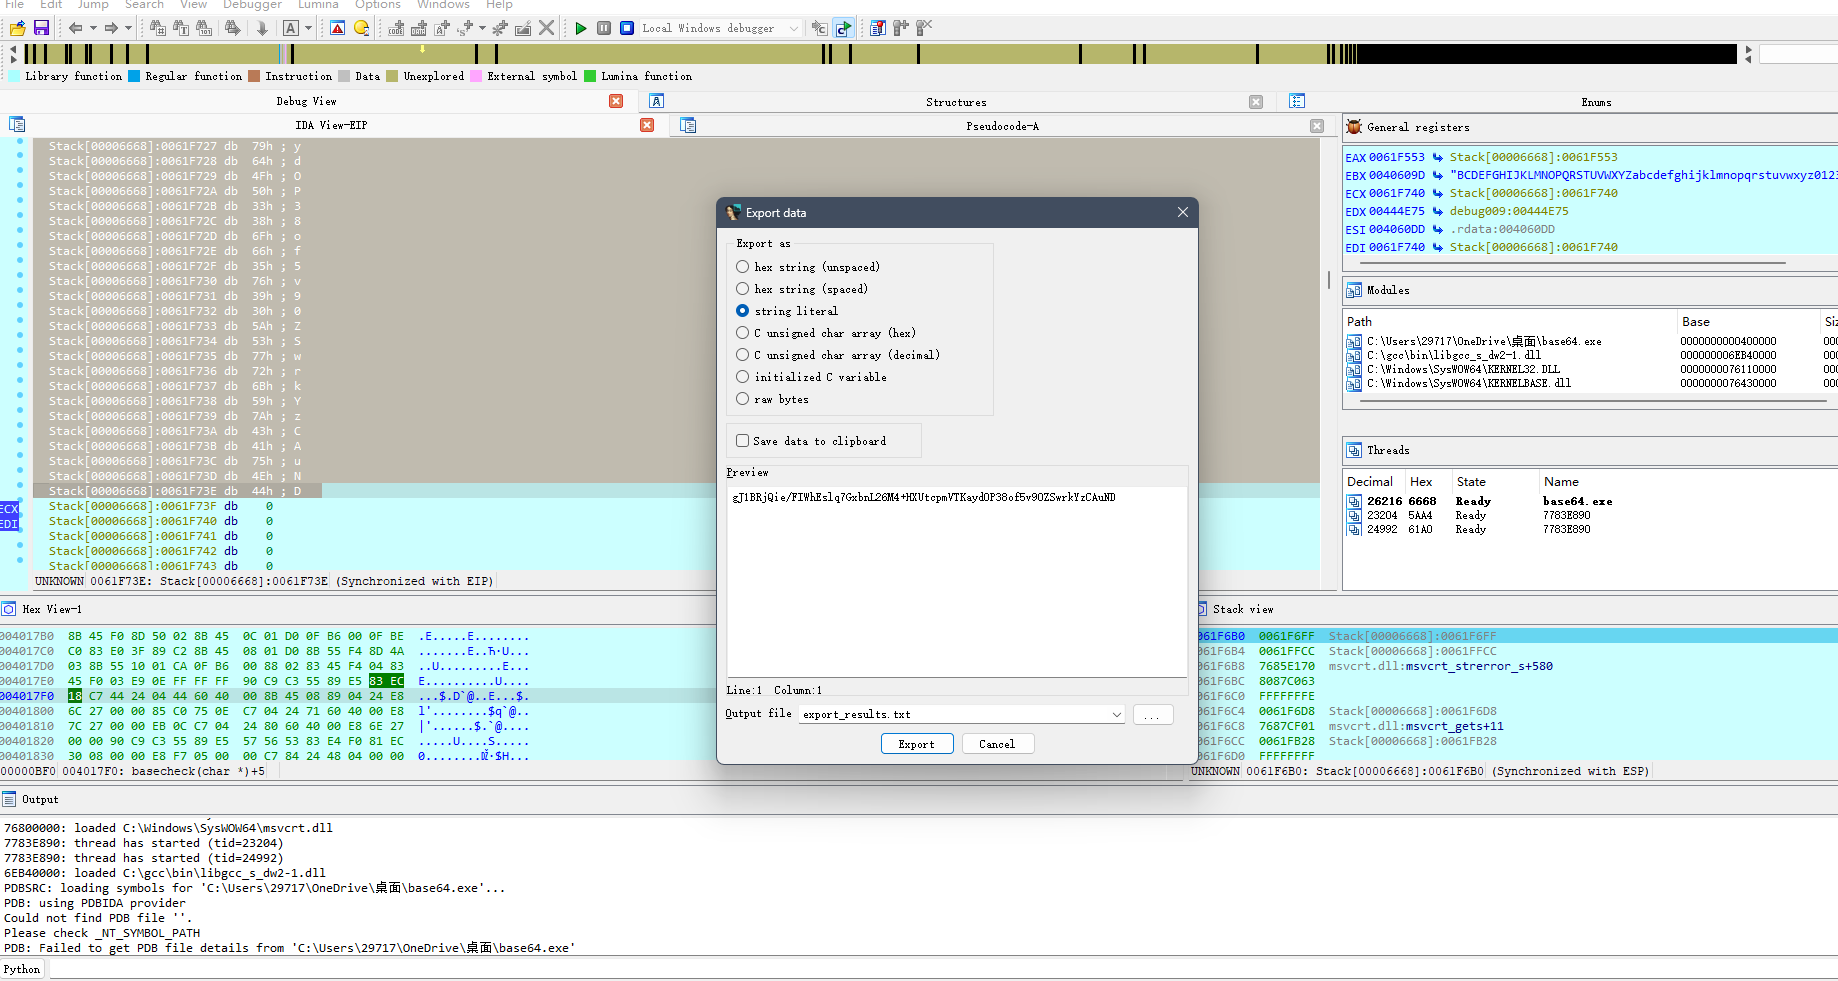 File Edit Jump Search View Debugger Lumina Options Windows Help
Local Windows debugger
Library function Regular function Instruction Data Unexplored External symbol Lumina function
Debug View
Structures
Enums
IDA View-EIP
Pseudocode-A
Stack[00006668]:0061F727 db 79h ; y
Stack[00006668]:0061F728 db 64h ; d
Stack[00006668]:0061F729 db 4Fh ; O
Stack[00006668]:0061F72A db 50h ; P
Stack[00006668]:0061F72B db 33h ; 3
Stack[00006668]:0061F72C db 38h ; 8
Stack[00006668]:0061F72D db 6Fh ; o
Stack[00006668]:0061F72E db 66h ; f
Stack[00006668]:0061F72F db 35h ; 5
Stack[00006668]:0061F730 db 76h ; v
Stack[00006668]:0061F731 db 39h ; 9
Stack[00006668]:0061F732 db 30h ; 0
Stack[00006668]:0061F733 db 5Ah ; Z
Stack[00006668]:0061F734 db 53h ; S
Stack[00006668]:0061F735 db 77h ; w
Stack[00006668]:0061F736 db 72h ; r
Stack[00006668]:0061F737 db 6Bh ; k
Stack[00006668]:0061F738 db 59h ; Y
Stack[00006668]:0061F739 db 7Ah ; z
Stack[00006668]:0061F73A db 43h ; C
Stack[00006668]:0061F73B db 41h ; A
Stack[00006668]:0061F73C db 75h ; u
Stack[00006668]:0061F73D db 4Eh ; N
Stack[00006668]:0061F73E db 44h ; D
Stack[00006668]:0061F73F db 0
Stack[00006668]:0061F740 db 0
Stack[00006668]:0061F741 db 0
Stack[00006668]:0061F742 db 0
Stack[00006668]:0061F743 db 0
ECX
EDI
UNKNOWN 0061F73E: Stack[00006668]:0061F73E (Synchronized with EIP)
Export data
Export as
hex string (unspaced)
hex string (spaced)
string literal
C unsigned char array (hex)
C unsigned char array (decimal)
initialized C variable
raw bytes
Save data to clipboard
Preview
gJ1BRjQie/FIWhEslq7GxbnL26M4+HXUtcpmVTKaydOP38of5v90ZSwrkYzCAuND
Line:1 Column:1
Output file export_results.txt ...
Export Cancel
General registers
EAX 0061F553 Stack[00006668]:0061F553
EBX 0040609D "BCDEFGHIJKLMNOPQRSTUVWXYZabcdefghijklmnopqrstuvwxyz0123
ECX 0061F740 Stack[00006668]:0061F740
EDX 00444E75 debug009:00444E75
ESI 004060DD .rdata:004060DD
EDI 0061F740 Stack[00006668]:0061F740
Modules
Path Base Siz
C:\Users\29717\OneDrive\桌面\base64.exe 0000000000400000 000
C:\gcc\bin\libgcc_s_dw2-1.dll 000000006EB40000 000
C:\Windows\SysWOW64\KERNEL32.DLL 0000000076110000 000
C:\Windows\SysWOW64\KERNELBASE.dll 0000000076430000 000
Threads
Decimal Hex State Name
26216 6668 Ready base64.exe
23204 5AA4 Ready 7783E890
24992 61A0 Ready 7783E890
Hex View-1
004017B0 8B 45 F0 8D 50 02 8B 45 0C 01 D0 0F B6 00 0F BE .E.....E........
004017C0 C0 83 E0 3F 89 C2 8B 45 08 01 D0 8B 55 F4 8D 4A
004017D0 03 8B 55 10 01 CA 0F B6 00 88 02 83 45 F4 04 83 ..U.........E...
004017E0 45 F0 03 E9 0E FF FF FF 90 C9 C3 55 89 E5 83 EC E..........U....
004017F0 18 C7 44 24 04 44 60 40 00 8B 45 08 89 04 24 E8 ...$.D`@..E...$.
00401800 6C 27 00 00 85 C0 75 0E C7 04 24 71 60 40 00 E8 l'........$q`@..
00401810 7C 27 00 00 EB 0C C7 04 24 80 60 40 00 E8 6E 27 |'......$.`@....
00401820 00 00 90 C9 C3 55 89 E5 57 56 53 83 E4 F0 81 EC .....U....S.....
00401830 30 08 00 00 E8 F7 05 00 00 C7 84 24 48 04 00 00
00000BF0 004017F0: basecheck(char *)+5
Stack view
0061F6B0 0061F6FF Stack[00006668]:0061F6FF
0061F6B4 0061FFCC Stack[00006668]:0061FFCC
0061F6B8 7685E170 msvcrt.dll:msvcrt_strerror_s+580
0061F6BC 8087C063
0061F6C0 FFFFFFFE
0061F6C4 0061F6D8 Stack[00006668]:0061F6D8
0061F6C8 7687CF01 msvcrt.dll:msvcrt_gets+11
0061F6CC 0061FB28 Stack[00006668]:0061FB28
0061F6D0 FFFFFFFF
UNKNOWN 0061F6B0: Stack[00006668]:0061F6B0 (Synchronized with ESP)
Output
76800000: loaded C:\Windows\SysWOW64\msvcrt.dll
7783E890: thread has started (tid=23204)
7783E890: thread has started (tid=24992)
6EB40000: loaded C:\gcc\bin\libgcc_s_dw2-1.dll
PDBSRC: loading symbols for 'C:\Users\29717\OneDrive\桌面\base64.exe'...
PDB: using PDBIDA provider
Could not find PDB file ''.
Please check _NT_SYMBOL_PATH
PDB: Failed to get PDB file details from 'C:\Users\29717\OneDrive\桌面\base64.exe'
Python